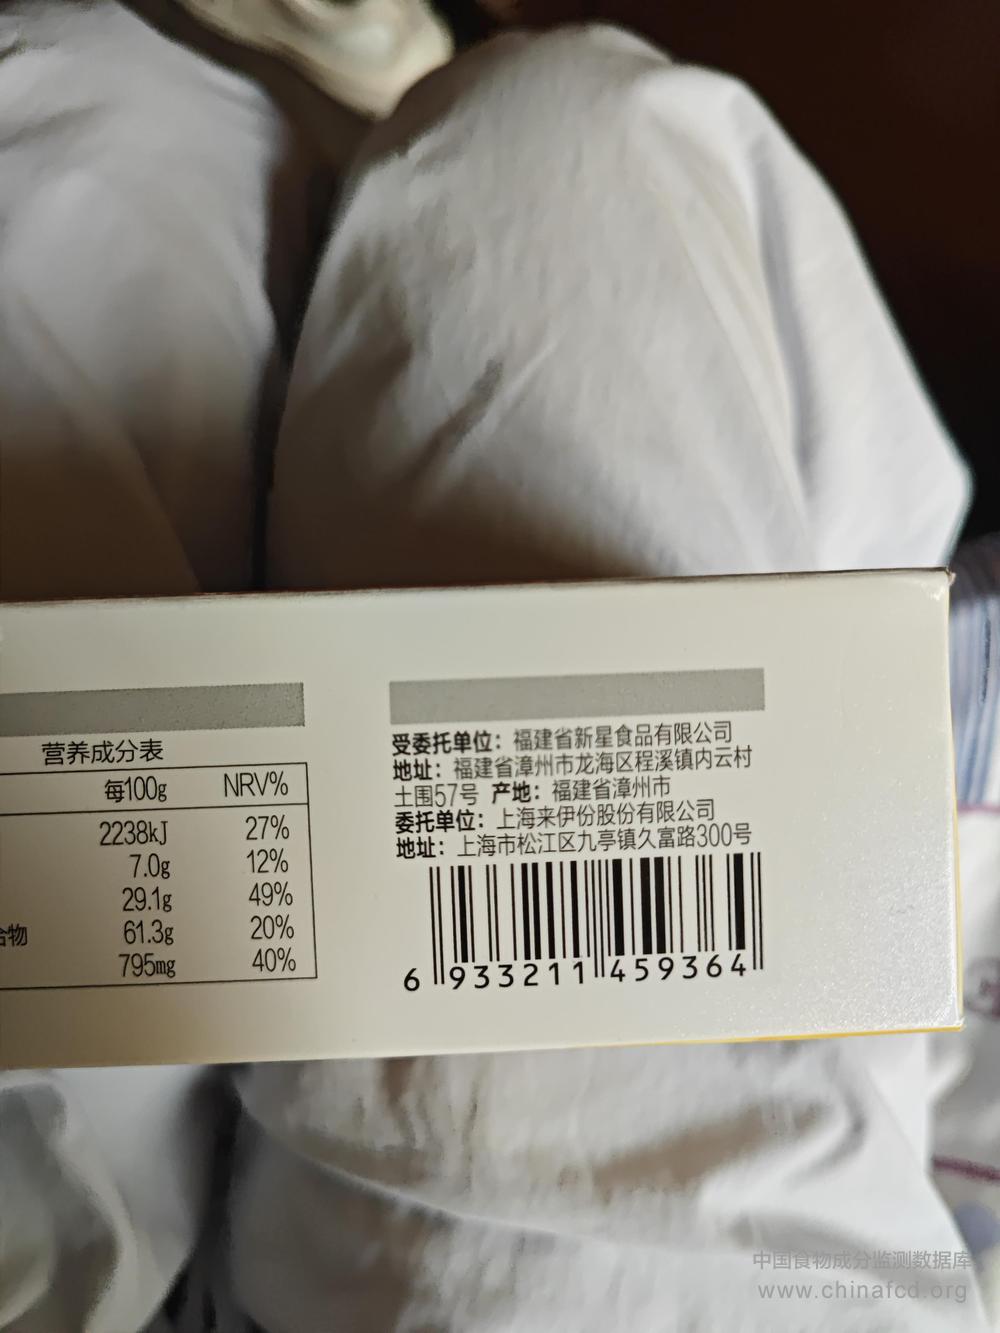 营养成分表
每100g NRV%
2238kJ 27%
7.0g 12%
29.1g 49%
合物 61.3g 20%
795mg 40%
受委托单位：福建省新星食品有限公司
地址：福建省漳州市龙海区程溪镇内云村
土围57号 产地：福建省漳州市
委托单位：上海来伊份股份有限公司
地址：上海市松江区九亭镇久富路300号
6 933211 459364
中国食物成分监测数据库
www.chinafcd.org